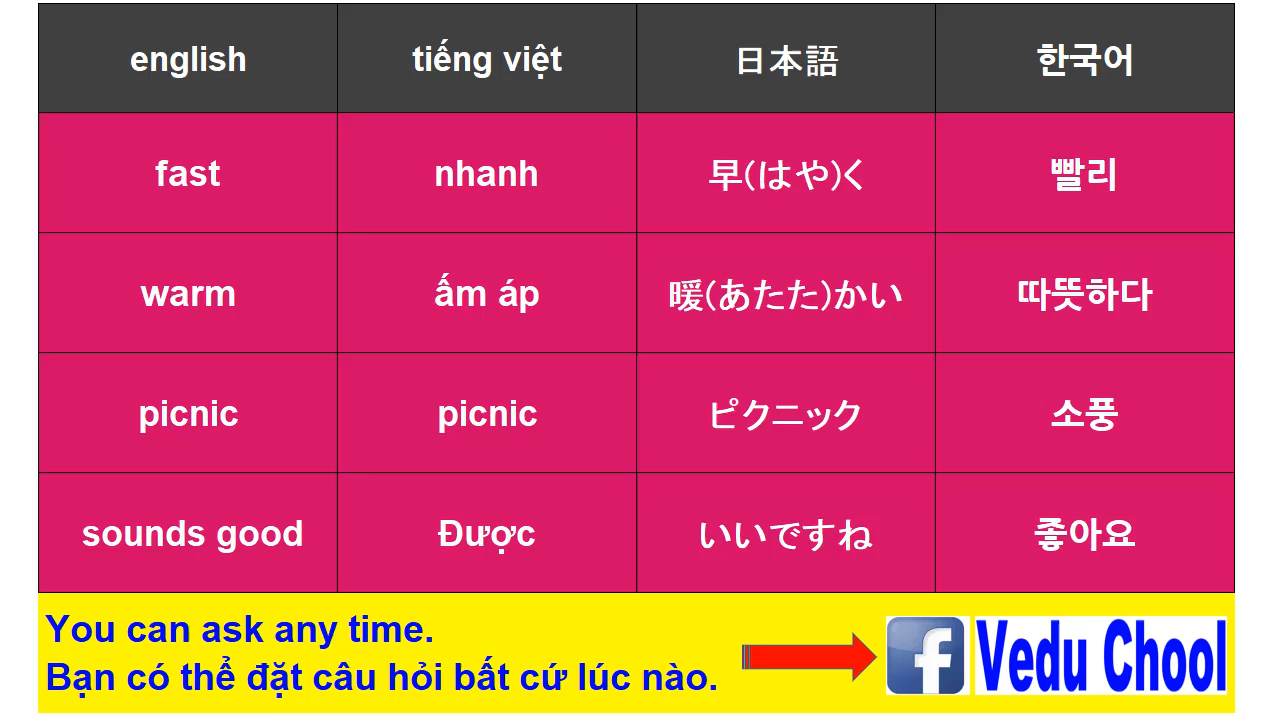 english tiếng việt 日本語 한국어
fast nhanh 早(はや)く 빨리
warm ấm áp 暖(あたた)かい 따뜻하다
picnic picnic ピクニック 소풍
sounds good Được いいですね 좋아요
You can ask any time.
Bạn có thể đặt câu hỏi bất cứ lúc nào.
f Vedu Chool